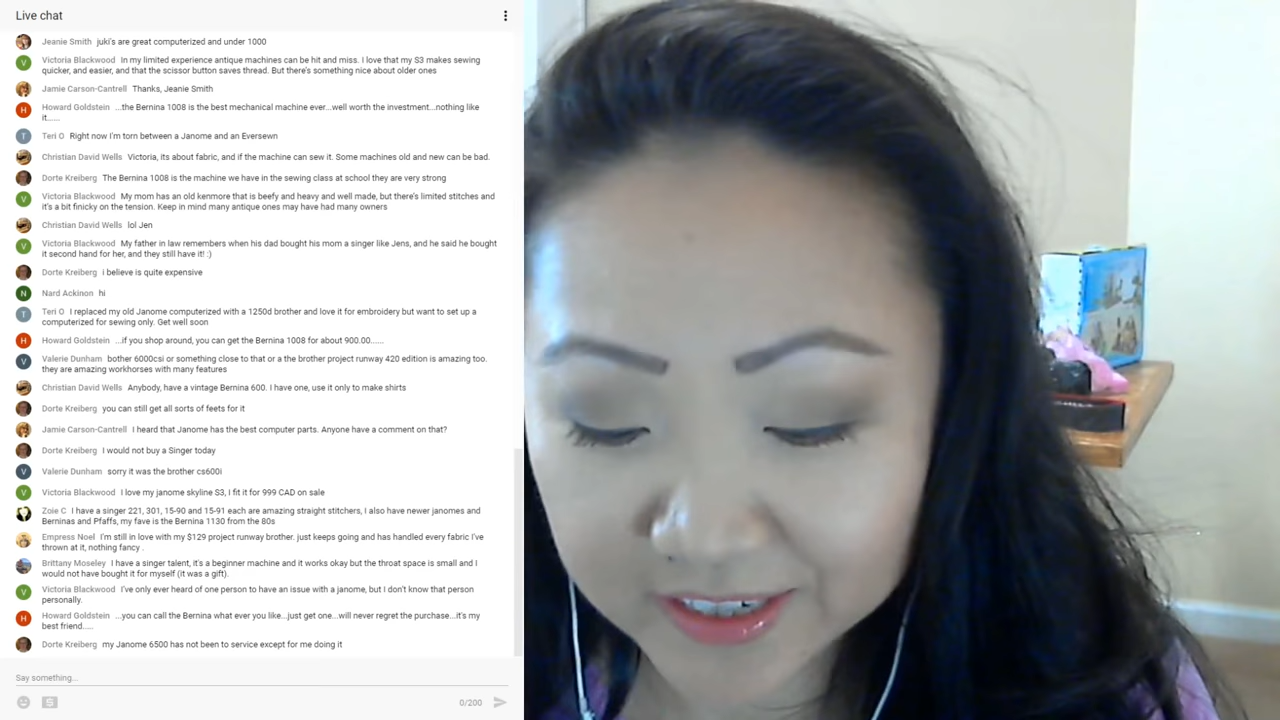 Live chat
Jeanie Smith juki's are great computerized and under 1000
Victoria Blackwood In my limited experience antique machines can be hit and miss. I love that my S3 makes sewing
quicker, and easier, and that the scissor button saves thread. But there's something nice about older ones
Jamie Carson-Cantrell Thanks, Jeanie Smith
Howard Goldstein ...the Bernina 1008 is the best mechanical machine ever...well worth the investment...nothing like
it......
Teri O Right now I'm torn between a Janome and an Eversewn
Christian David Wells Victoria, its about fabric, and if the machine can sew it. Some machines old and new can be bad.
Dorte Kreiberg The Bernina 1008 is the machine we have in the sewing class at school they are very strong
Victoria Blackwood My mom has an old kenmore that is beefy and heavy and well made, but there's limited stitches and
it's a bit finicky on the tension. Keep in mind many antique ones may have had many owners
Christian David Wells lol Jen
Victoria Blackwood My father in law remembers when his dad bought his mom a singer like Jens, and he said he bought
it second hand for her, and they still have it! :)
Dorte Kreiberg i believe is quite expensive
Nard Ackinon hi
Teri O I replaced my old Janome computerized with a 1250d brother and love it for embroidery but want to set up a
computerized for sewing only. Get well soon
Howard Goldstein ...if you shop around, you can get the Bernina 1008 for about 900.00......
Valerie Dunham bother 6000csi or something close to that or a the brother project runway 420 edition is amazing too.
they are amazing workhorses with many features
Christian David Wells Anybody, have a vintage Bernina 600. I have one, use it only to make shirts
Dorte Kreiberg you can still get all sorts of feets for it
Jamie Carson-Cantrell I heard that Janome has the best computer parts. Anyone have a comment on that?
Dorte Kreiberg I would not buy a Singer today
Valerie Dunham sorry it was the brother cs600i
Victoria Blackwood I love my janome skyline S3, I fit it for 999 CAD on sale
Zoie C I have a singer 221, 301, 15-90 and 15-91 each are amazing straight stitchers, I also have newer janomes and
Berninas and Pfaffs, my fave is the Bernina 1130 from the 80s
Empress Noel I'm still in love with my $129 project runway brother. just keeps going and has handled every fabric I've
thrown at it, nothing fancy .
Brittany Moseley I have a singer talent, it's a beginner machine and it works okay but the throat space is small and I
would not have bought it for myself (it was a gift).
Victoria Blackwood I've only ever heard of one person to have an issue with a janome, but I don't know that person
personally.
Howard Goldstein ...you can call the Bernina what ever you like...just get one...will never regret the purchase...it's my
best friend.....
Dorte Kreiberg my Janome 6500 has not been to service except for me doing it
Say something...
0/200